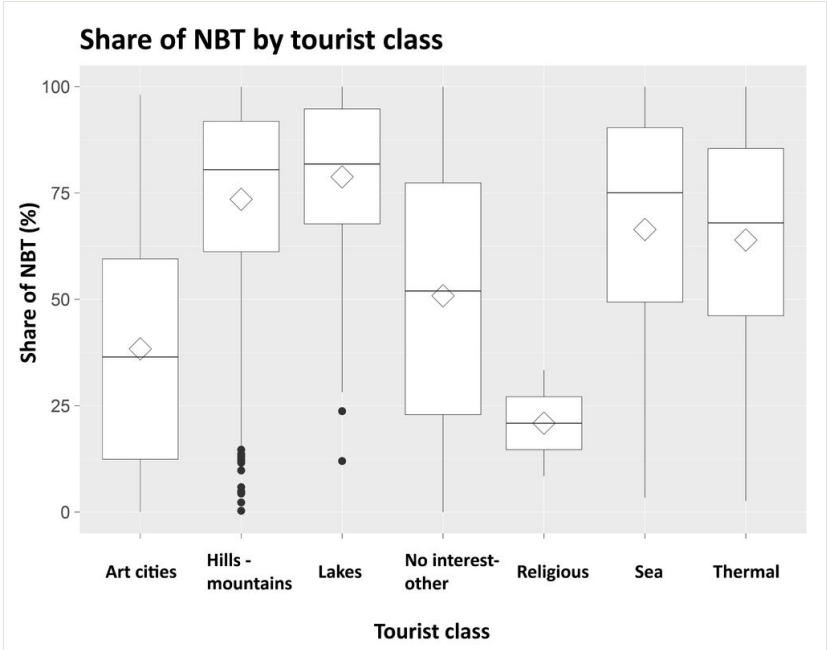 Share of NBT by tourist class
Share of NBT (%)
100
75
50
25
0
Art cities
Hills -
mountains
Lakes
No interest-
other
Religious
Sea
Thermal
Tourist class